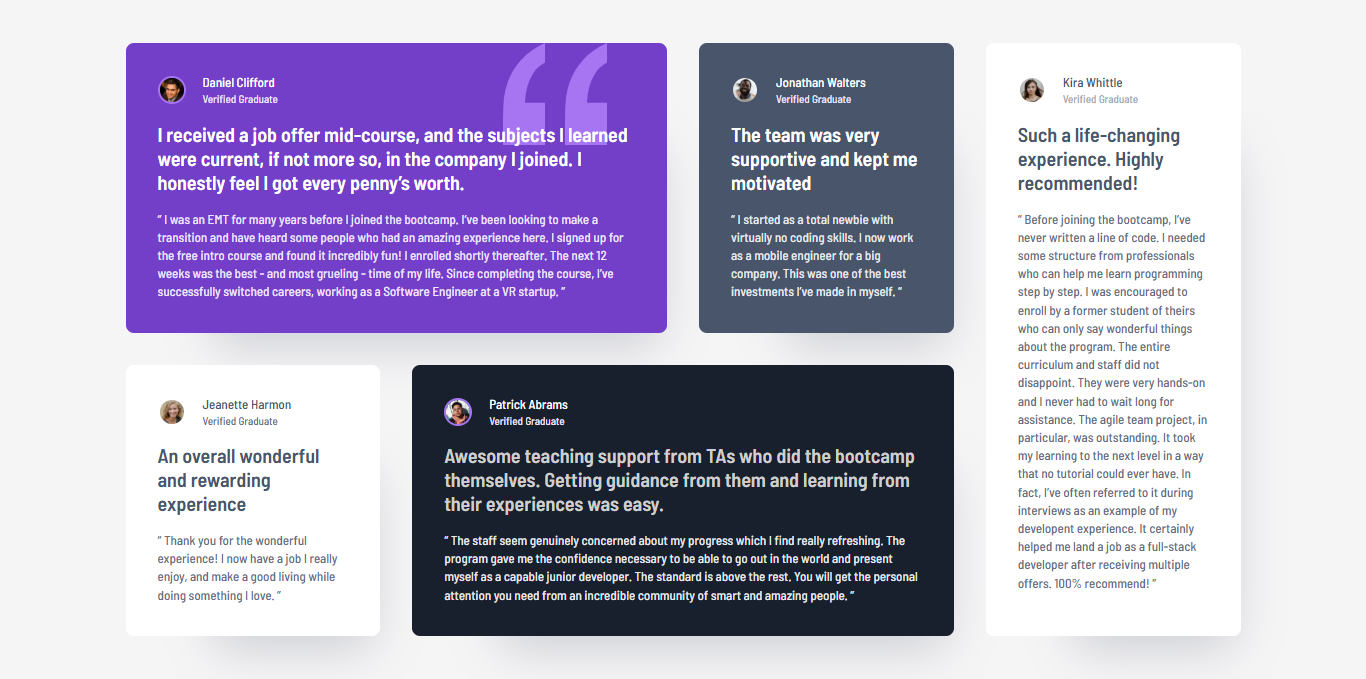 Daniel Clifford
Verified Graduate
I received a job offer mid-course, and the subjects I learned
were current, if not more so, in the company I joined. I
honestly feel I got every penny’s worth.
“ I was an EMT for many years before I joined the bootcamp. I’ve been looking to make a
transition and have heard some people who had an amazing experience here. I signed up for
the free intro course and found it incredibly fun! I enrolled shortly thereafter. The next 12
weeks was the best - and most grueling - time of my life. Since completing the course, I’ve
successfully switched careers, working as a Software Engineer at a VR startup. ”
Jonathan Walters
Verified Graduate
The team was very
supportive and kept me
motivated
“ I started as a total newbie with
virtually no coding skills. I now work
as a mobile engineer for a big
company. This was one of the best
investments I’ve made in myself. ”
Kira Whittle
Verified Graduate
Such a life-changing
experience. Highly
recommended!
“ Before joining the bootcamp, I’ve
never written a line of code. I needed
some structure from professionals
who can help me learn programming
step by step. I was encouraged to
enroll by a former student of theirs
who can only say wonderful things
about the program. The entire
curriculum and staff did not
disappoint. They were very hands-on
and I never had to wait long for
assistance. The agile team project, in
particular, was outstanding. It took
my learning to the next level in a way
that no tutorial could ever have. In
fact, I’ve often referred to it during
interviews as an example of my
developent experience. It certainly
helped me land a job as a full-stack
developer after receiving multiple
offers. 100% recommend! ”
Jeanette Harmon
Verified Graduate
An overall wonderful
and rewarding
experience
“ Thank you for the wonderful
experience! I now have a job I really
enjoy, and make a good living while
doing something I love. ”
Patrick Abrams
Verified Graduate
Awesome teaching support from TAs who did the bootcamp
themselves. Getting guidance from them and learning from
their experiences was easy.
“ The staff seem genuinely concerned about my progress which I find really refreshing. The
program gave me the confidence necessary to be able to go out in the world and present
myself as a capable junior developer. The standard is above the rest. You will get the personal
attention you need from an incredible community of smart and amazing people. ”